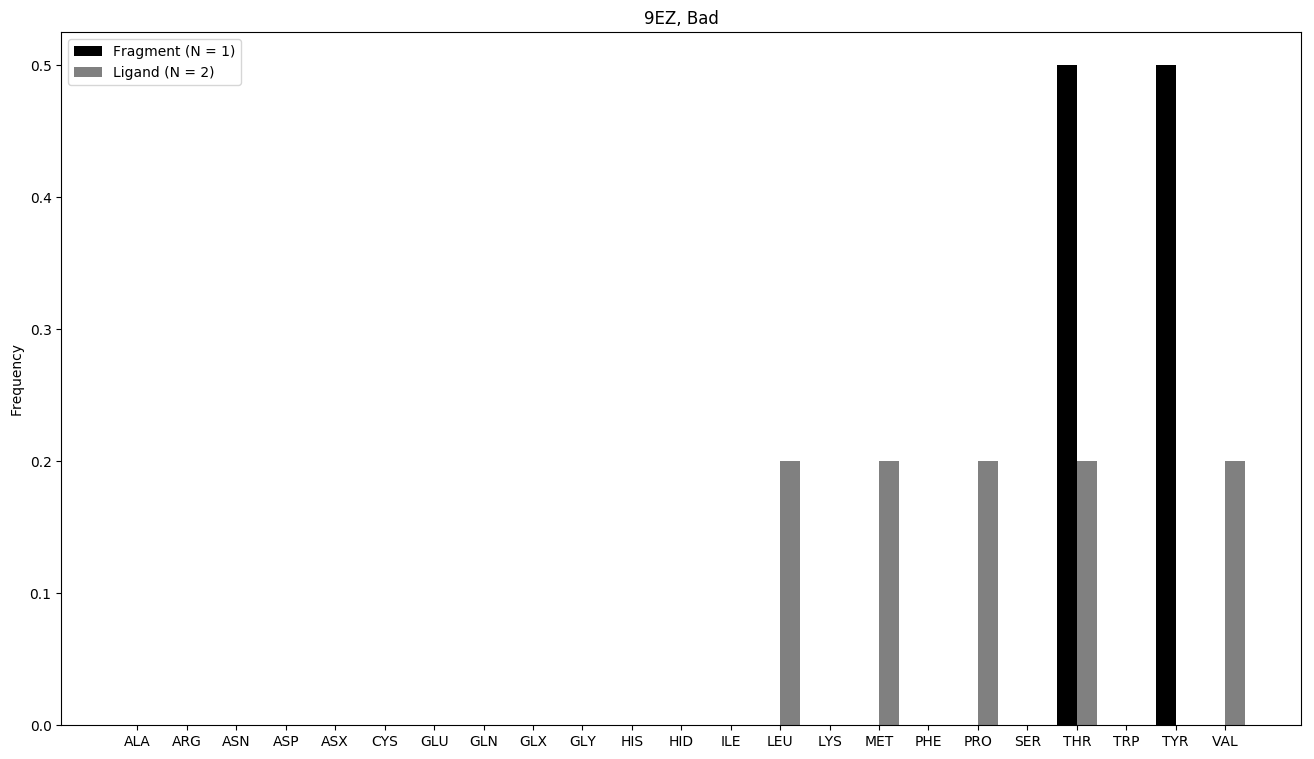 9EZ, Bad
Fragment (N = 1)
Ligand (N = 2)
Frequency
0.5
0.4
0.3
0.2
0.1
0.0
ALA ARG ASN ASP ASX CYS GLU GLN GLX GLY HIS HID ILE LEU LYS MET PHE PRO SER THR TRP TYR VAL